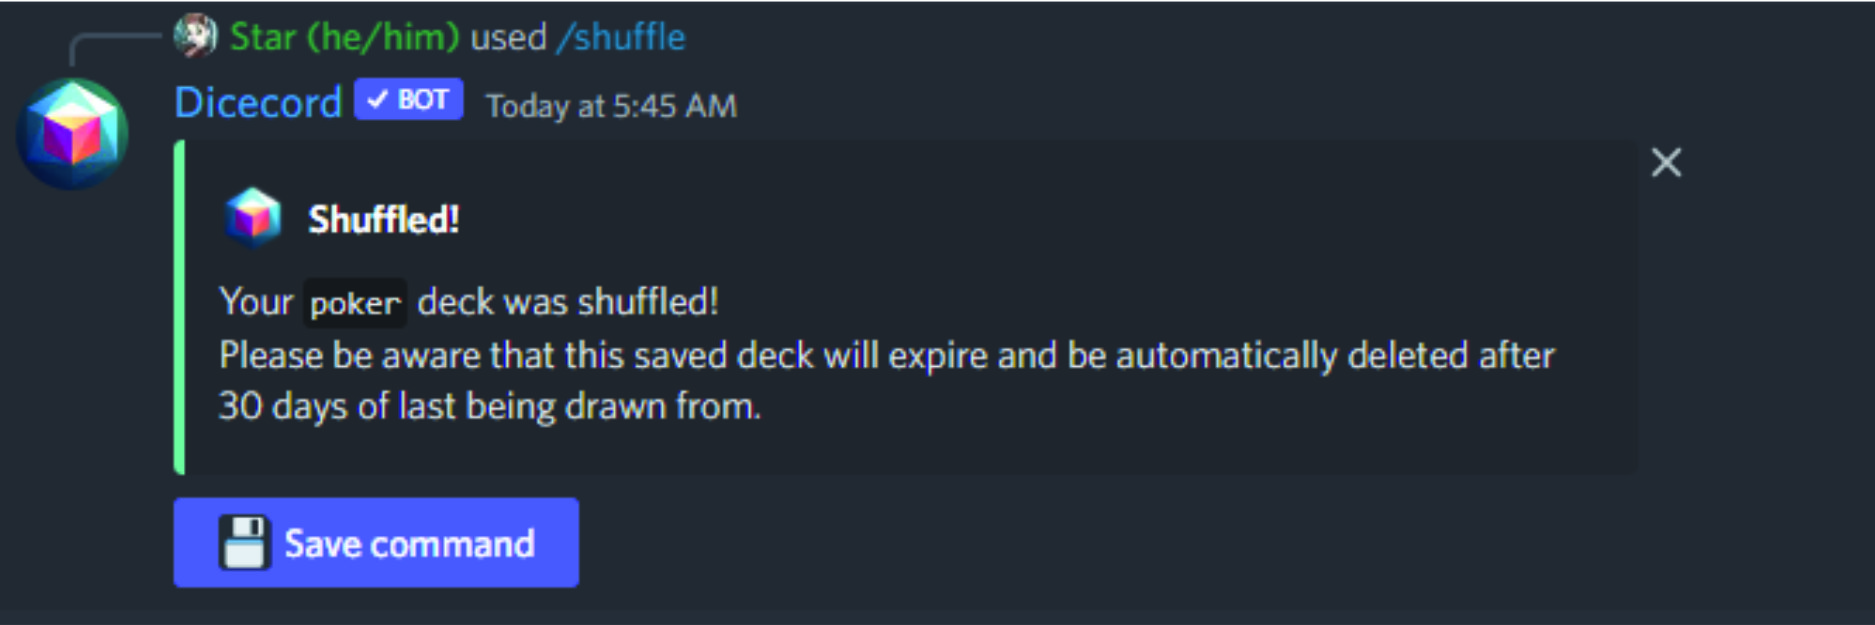 Star (he/him) used /shuffle
Dicecord ✓ BOT Today at 5:45 AM
Shuffled!
Your poker deck was shuffled!
Please be aware that this saved deck will expire and be automatically deleted after
30 days of last being drawn from.
Save command